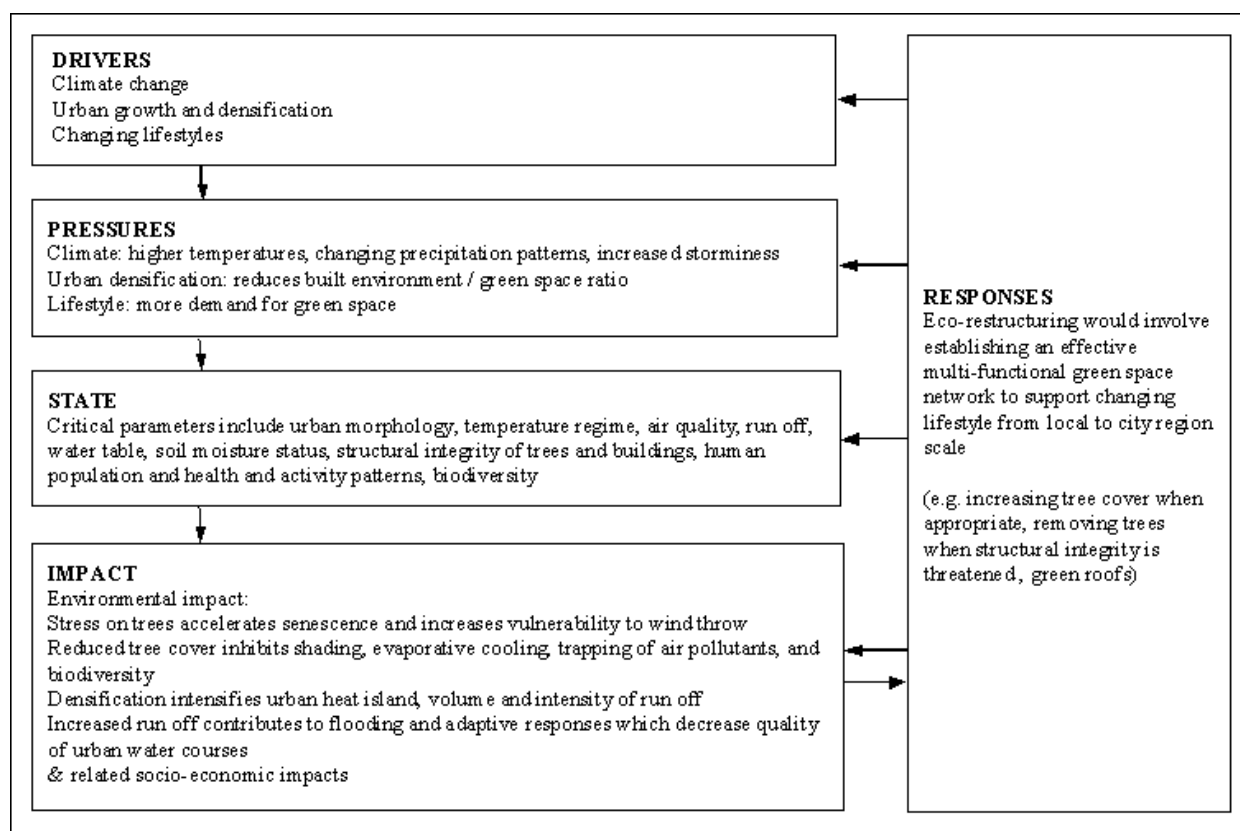 DRIVERS
Climate change
Urban growth and densification
Changing lifestyles
PRESSURES
Climate: higher temperatures, changing precipitation patterns, increased storminess
Urban densification: reduces built environment / green space ratio
Lifestyle: more demand for green space
STATE
Critical parameters include urban morphology, temperature regime, air quality, run off,
water table, soil moisture status, structural integrity of trees and buildings, human
population and health and activity patterns, biodiversity
IMPACT
Environmental impact:
Stress on trees accelerates senescence and increases vulnerability to wind throw
Reduced tree cover inhibits shading, evaporative cooling, trapping of air pollutants, and
biodiversity
Densification intensifies urban heat island, volume and intensity of run off
Increased run off contributes to flooding and adaptive responses which decrease quality
of urban water courses
& related socio-economic impacts
RESPONSES
Eco-restructuring would involve
establishing an effective
multi-functional green space
network to support changing
lifestyle from local to city region
scale
(e.g. increasing tree cover when
appropriate, removing trees
when structural integrity is
threatened, green roofs)